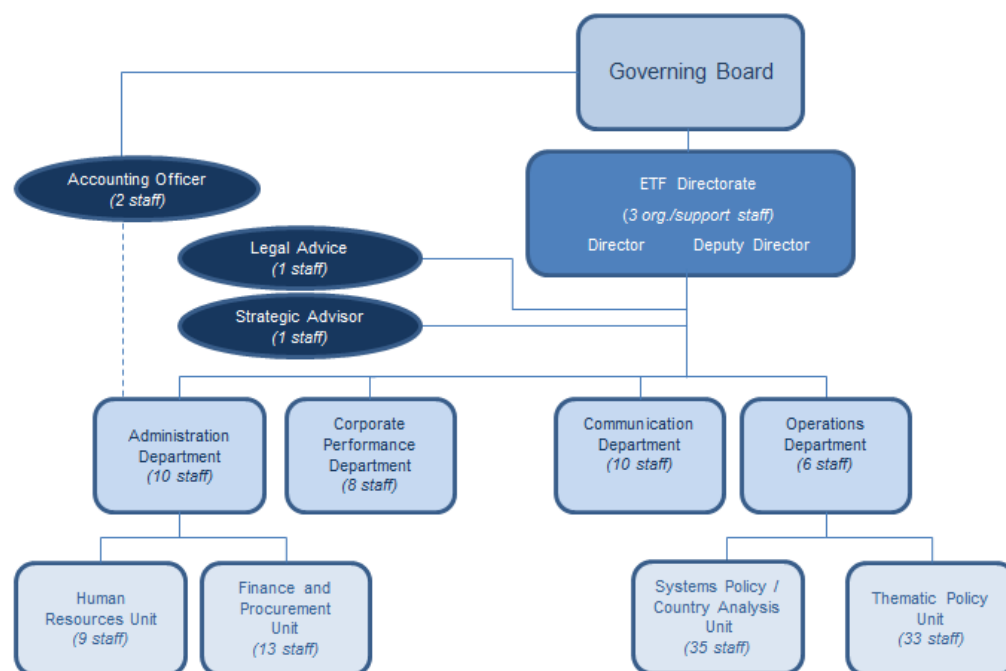 Governing Board
Accounting Officer
(2 staff)
ETF Directorate
(3 org./support staff)
Director Deputy Director
Legal Advice
(1 staff)
Strategic Advisor
(1 staff)
Administration
Department
(10 staff)
Corporate
Performance
Department
(8 staff)
Communication
Department
(10 staff)
Operations
Department
(6 staff)
Human
Resources Unit
(9 staff)
Finance and
Procurement
Unit
(13 staff)
Systems Policy /
Country Analysis
Unit
(35 staff)
Thematic Policy
Unit
(33 staff)